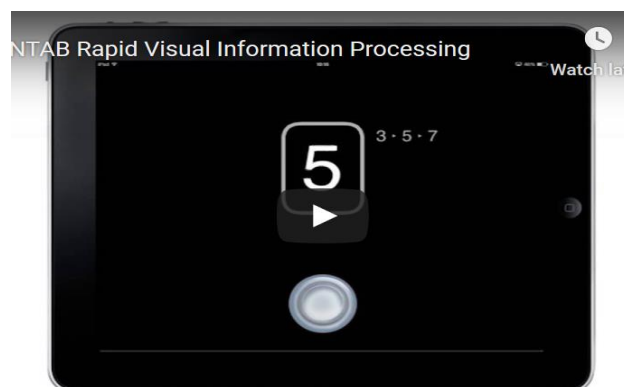 NTAB Rapid Visual Information Processing
Watch la
3 · 5 · 7
5